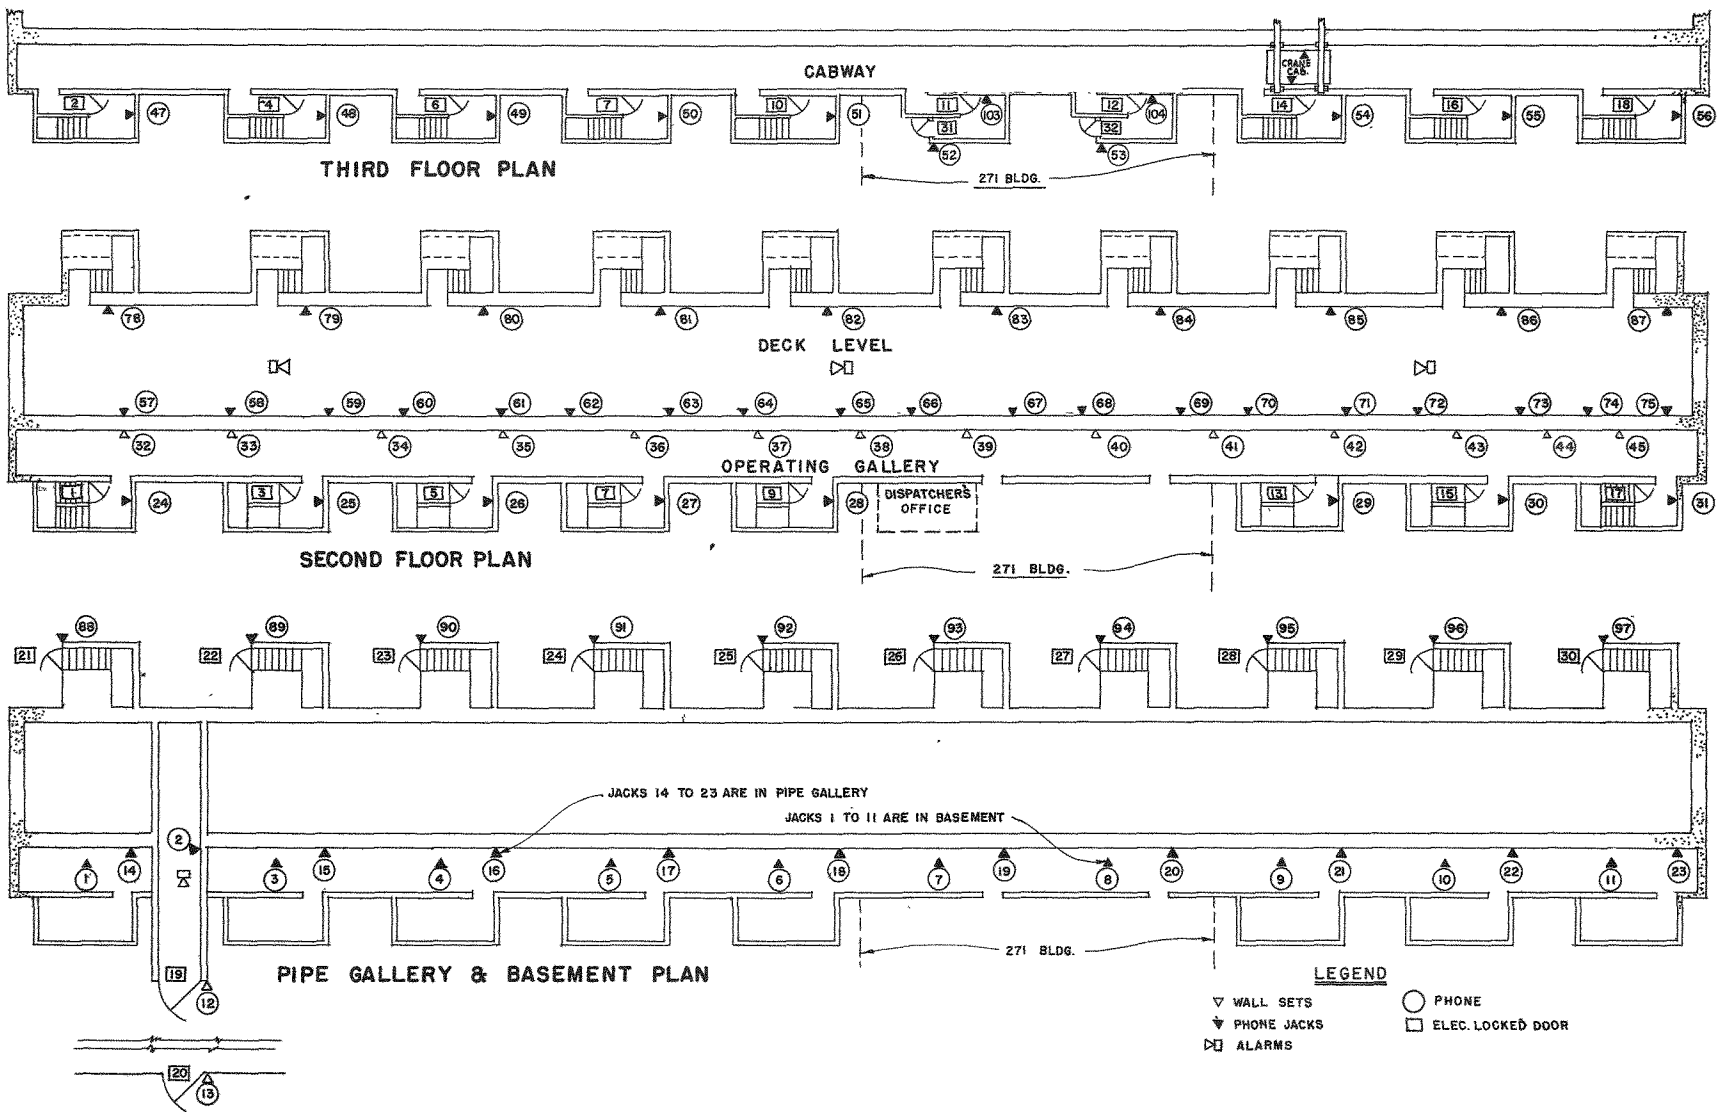 CABWAY
CRANE
CAB.
2 4 6 7 10 11 12 14 16 18
47 48 49 50 51 103 104 54 55 56
31 32
52 53
THIRD FLOOR PLAN
271 BLDG.
78 79 80 81 82 83 84 85 86 87
DECK LEVEL
57 58 59 60 61 62 63 64 65 66 67 68 69 70 71 72 73 74 75
32 33 34 35 36 37 38 39 40 41 42 43 44 45
OPERATING GALLERY
1 3 5 7 9 13 15 17
24 25 26 27 28 29 30 31
DISPATCHER'S
OFFICE
SECOND FLOOR PLAN
271 BLDG.
88 89 90 91 92 93 94 95 96 97
21 22 23 24 25 26 27 28 29 30
JACKS 14 TO 23 ARE IN PIPE GALLERY
JACKS 1 TO 11 ARE IN BASEMENT
2
1 14 3 15 4 16 5 17 6 18 7 19 8 20 9 21 10 22 11 23
271 BLDG.
PIPE GALLERY & BASEMENT PLAN
19
12
20
13
LEGEND
WALL SETS
PHONE JACKS
ALARMS
PHONE
ELEC. LOCKED DOOR